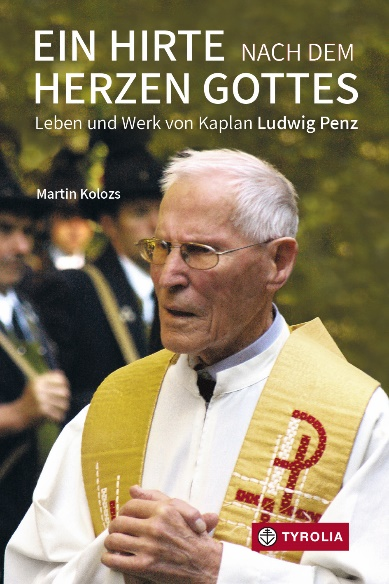 EIN HIRTE NACH DEM
HERZEN GOTTES
Leben und Werk von Kaplan Ludwig Penz
Martin Kolozs
TYROLIA